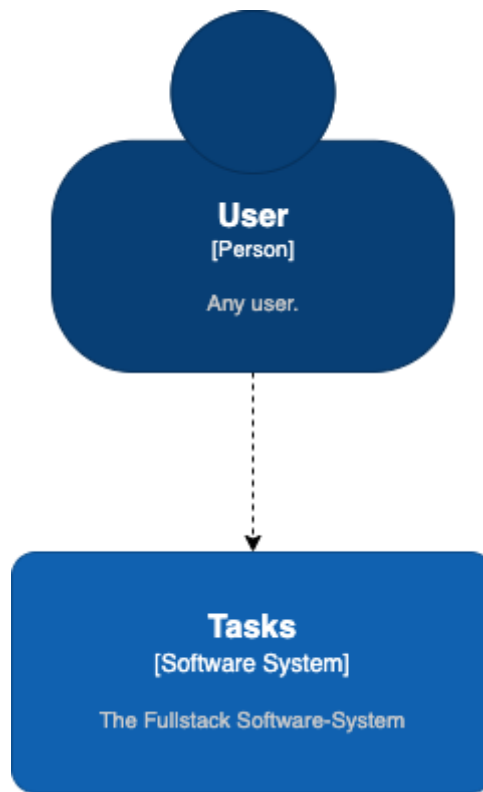 User
[Person]
Any user.
Tasks
[Software System]
The Fullstack Software-System